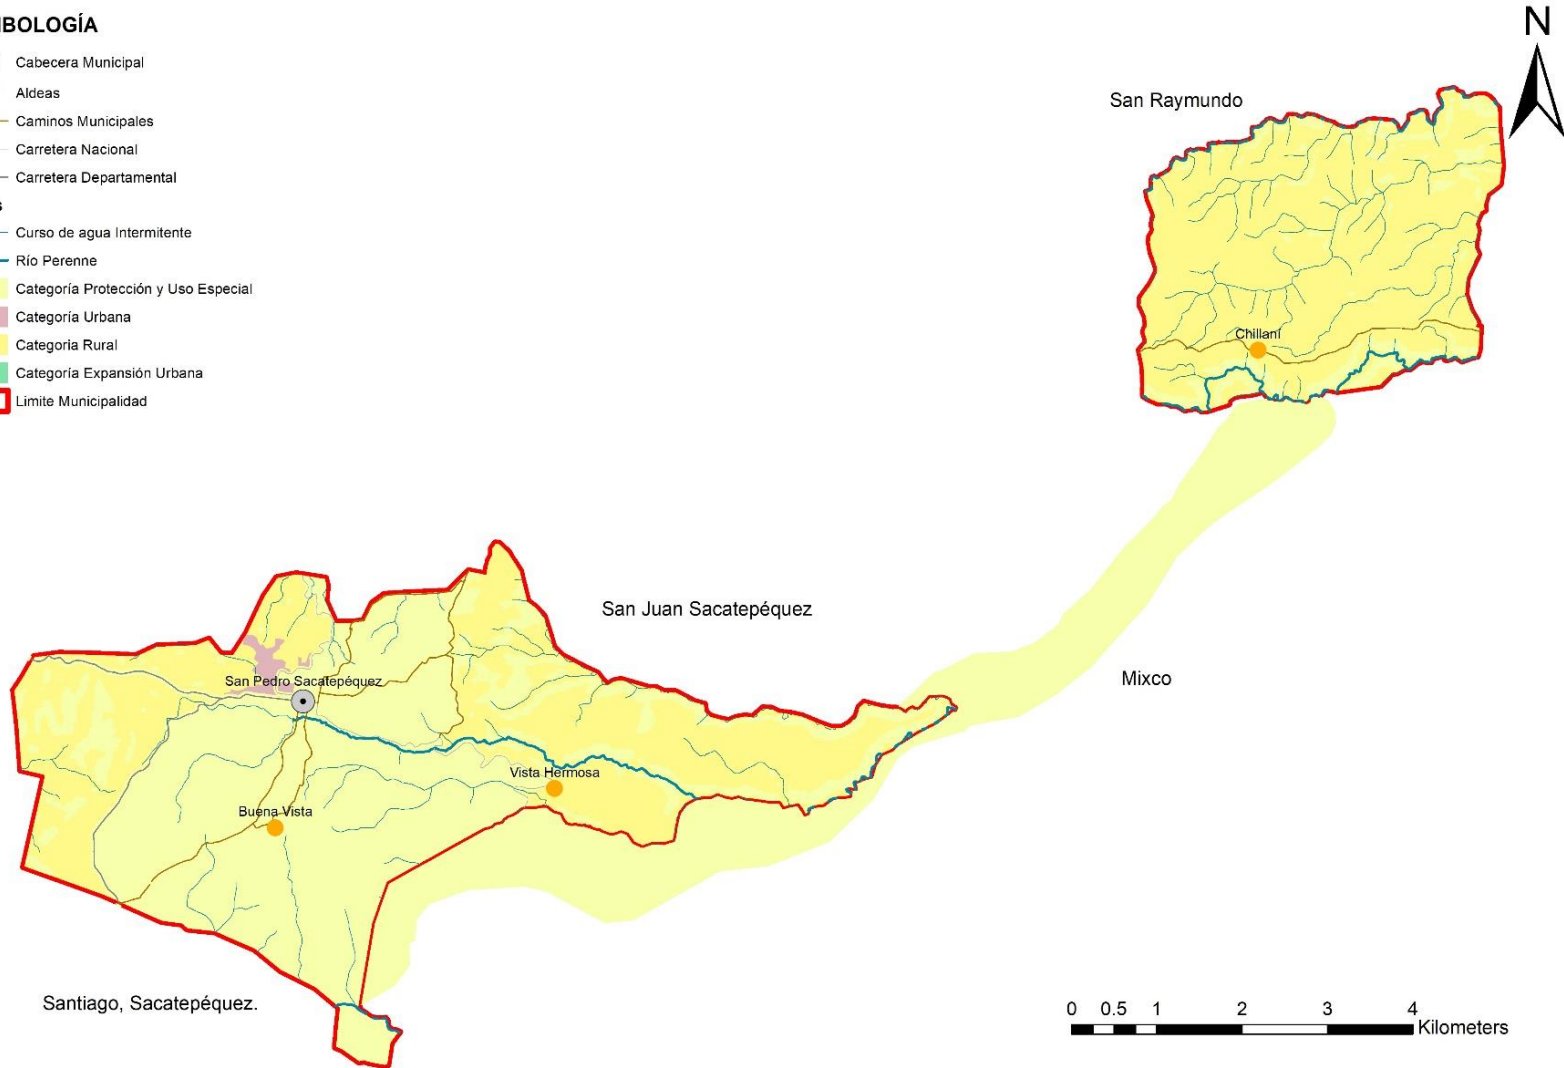 BOLOGÍA
Cabecera Municipal
Aldeas
Caminos Municipales
Carretera Nacional
Carretera Departamental
s
Curso de agua Intermitente
Río Perenne
Categoría Protección y Uso Especial
Categoría Urbana
Categoria Rural
Categoría Expansión Urbana
Limite Municipalidad
N
San Raymundo
Chillaní
San Juan Sacatepéquez
Mixco
San Pedro Sacatepéquez
Vista Hermosa
Buena Vista
Santiago, Sacatepéquez.
0 0.5 1 2 3 4
Kilometers